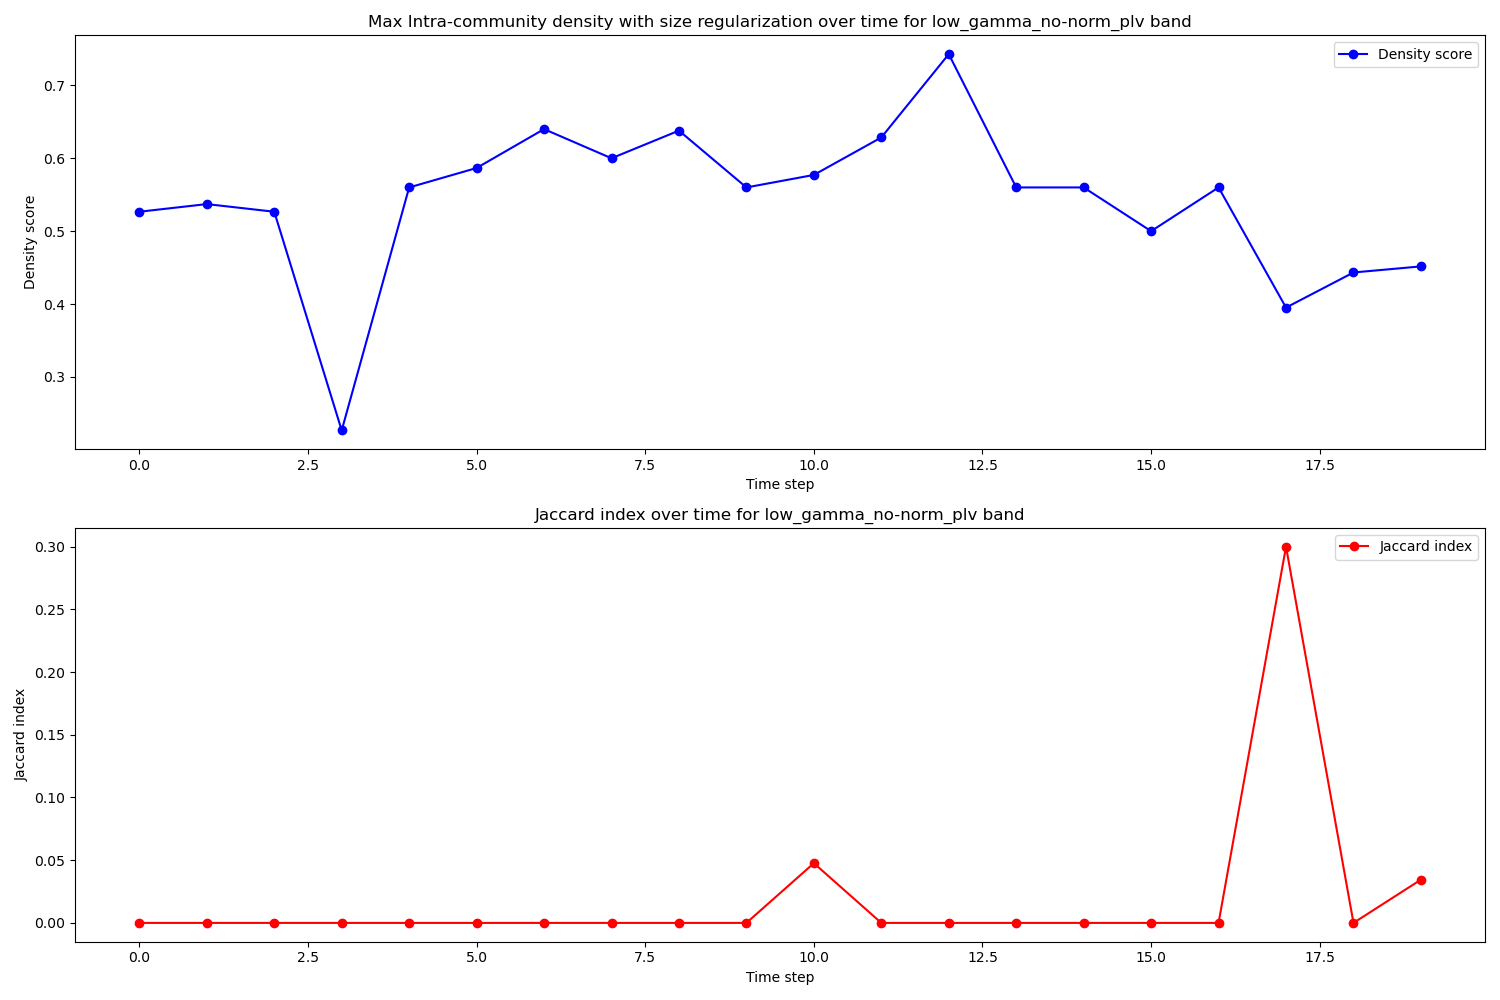 Max Intra-community density with size regularization over time for low_gamma_no-norm_plv band
Density score
0.7
0.6
0.5
0.4
0.3
Density score
0.0 2.5 5.0 7.5 10.0 12.5 15.0 17.5
Time step
Jaccard index over time for low_gamma_no-norm_plv band
Jaccard index
0.30
0.25
0.20
0.15
0.10
0.05
0.00
Jaccard index
0.0 2.5 5.0 7.5 10.0 12.5 15.0 17.5
Time step